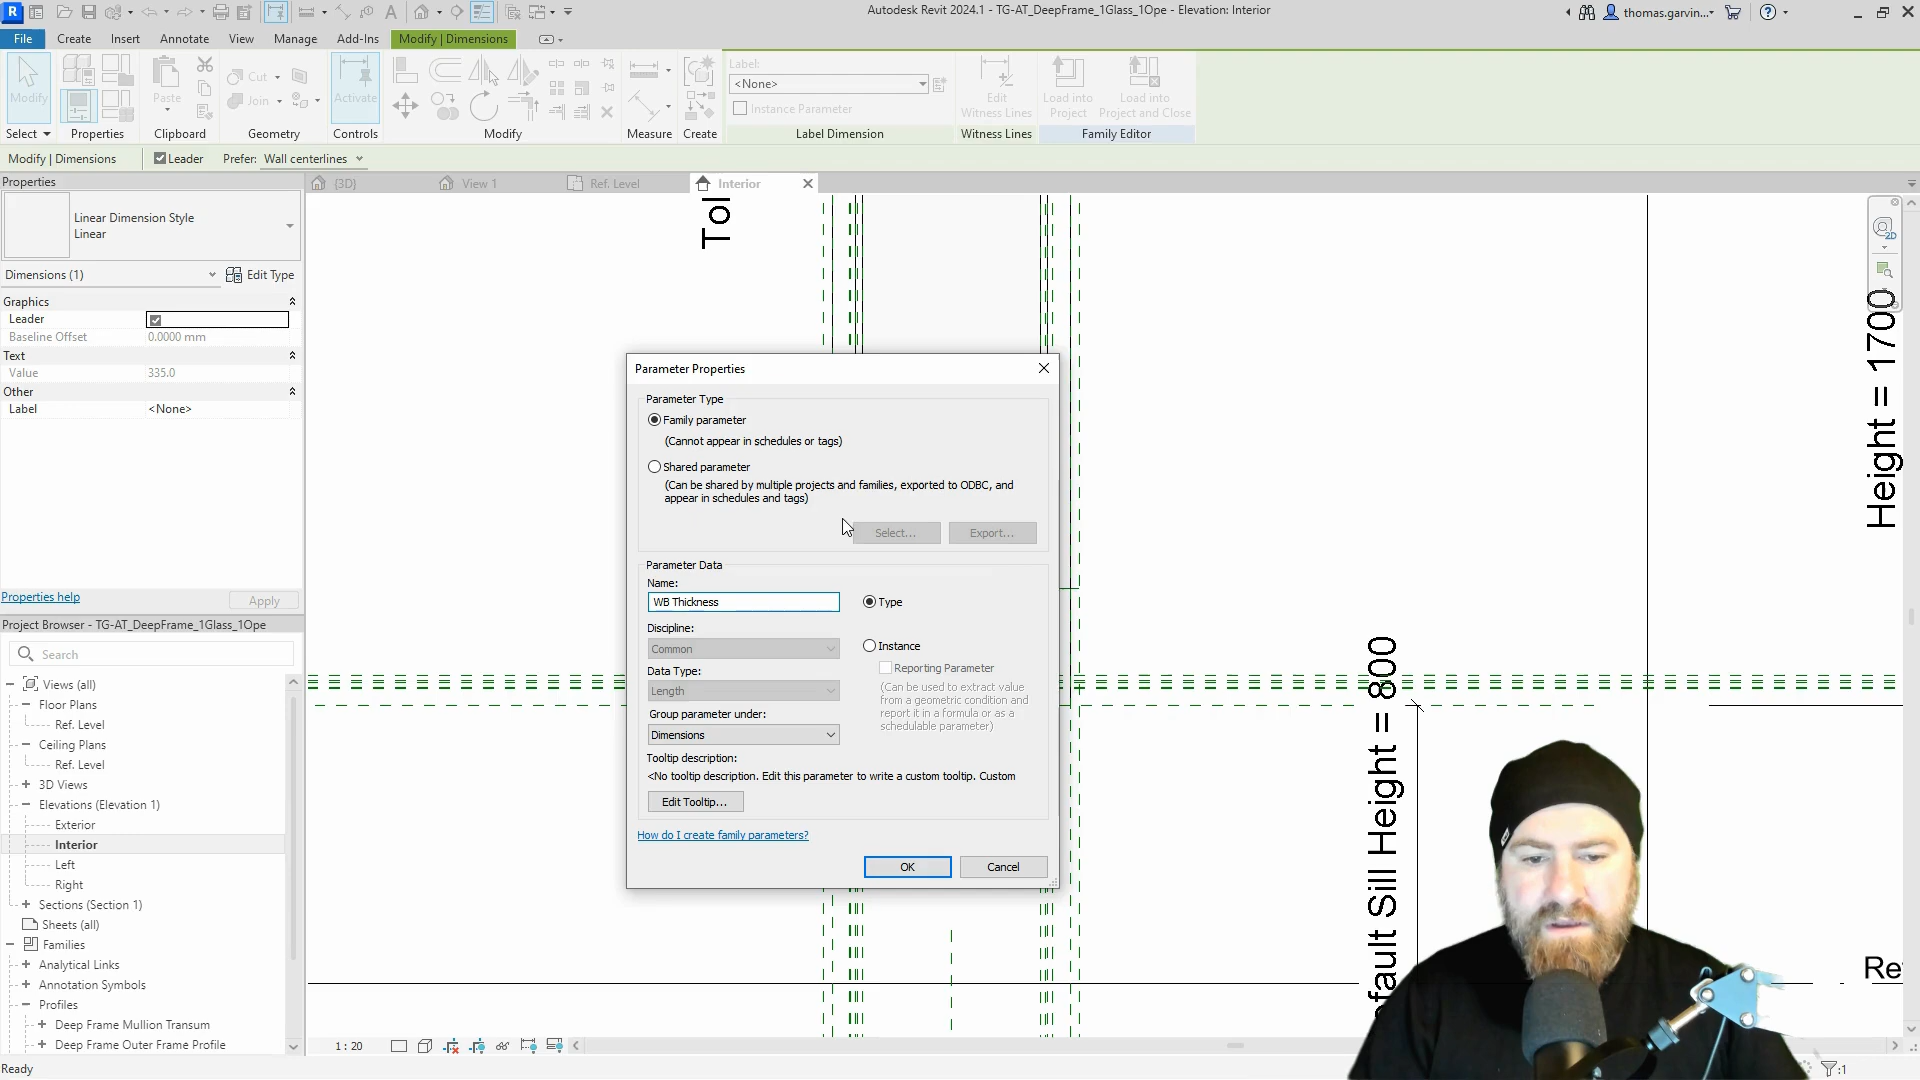 Autodesk Revit 2024.1 - TG-AT_DeepFrame_1Glass_1Ope - Elevation: Interior
thomas.garvin...
File
Create
Insert
Annotate
View
Manage
Add-Ins
Modify | Dimensions
Modify
Paste
Cut
Join
Activate
Label:
<None>
Instance Parameter
Edit
Witness Lines
Load into
Project
Load into
Project and Close
Select
Properties
Clipboard
Geometry
Controls
Modify
Measure
Create
Label Dimension
Witness Lines
Family Editor
Modify | Dimensions
Leader
Prefer:
Wall centerlines
Properties
{3D}
View 1
Ref. Level
Interior
Linear Dimension Style
Linear
Dimensions (1)
Edit Type
Graphics
Leader
Baseline Offset
0.0000 mm
Text
Value
335.0
Other
Label
<None>
Properties help
Apply
Project Browser - TG-AT_DeepFrame_1Glass_1Ope
Search
Views (all)
Floor Plans
Ref. Level
Ceiling Plans
Ref. Level
3D Views
Elevations (Elevation 1)
Exterior
Interior
Left
Right
Sections (Section 1)
Sheets (all)
Families
Analytical Links
Annotation Symbols
Profiles
Deep Frame Mullion Transum
Deep Frame Outer Frame Profile
Ready
Tol
2D
Height = 1700
fault Sill Height = 800
Re
Parameter Properties
Parameter Type
Family parameter
(Cannot appear in schedules or tags)
Shared parameter
(Can be shared by multiple projects and families, exported to ODBC, and
appear in schedules and tags)
Select...
Export...
Parameter Data
Name:
WB Thickness
Type
Discipline:
Common
Instance
Reporting Parameter
Data Type:
Length
(Can be used to extract value
from a geometric condition and
report it in a formula or as a
schedulable parameter)
Group parameter under:
Dimensions
Tooltip description:
<No tooltip description. Edit this parameter to write a custom tooltip. Custom
Edit Tooltip...
How do I create family parameters?
OK
Cancel
1 : 20
:1